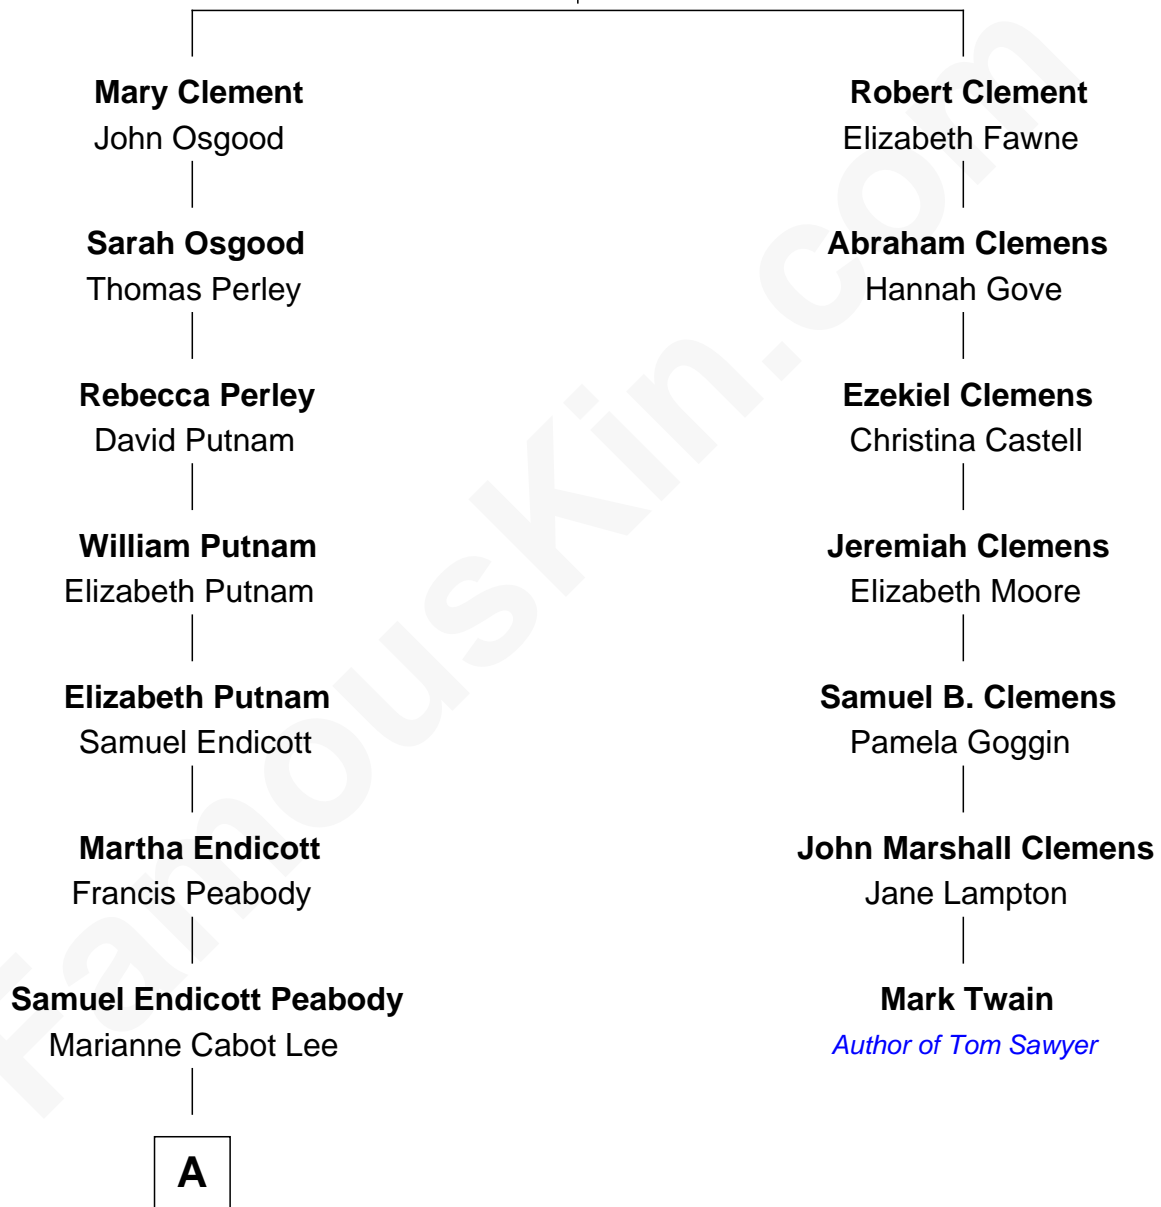 Mary Clement
John Osgood
Robert Clement
Elizabeth Fawne
Sarah Osgood
Thomas Perley
Abraham Clemens
Hannah Gove
Rebecca Perley
David Putnam
Ezekiel Clemens
Christina Castell
William Putnam
Elizabeth Putnam
Jeremiah Clemens
Elizabeth Moore
Elizabeth Putnam
Samuel Endicott
Samuel B. Clemens
Pamela Goggin
Martha Endicott
Francis Peabody
John Marshall Clemens
Jane Lampton
Samuel Endicott Peabody
Marianne Cabot Lee
Mark Twain
Author of Tom Sawyer
A
FamousKin.com